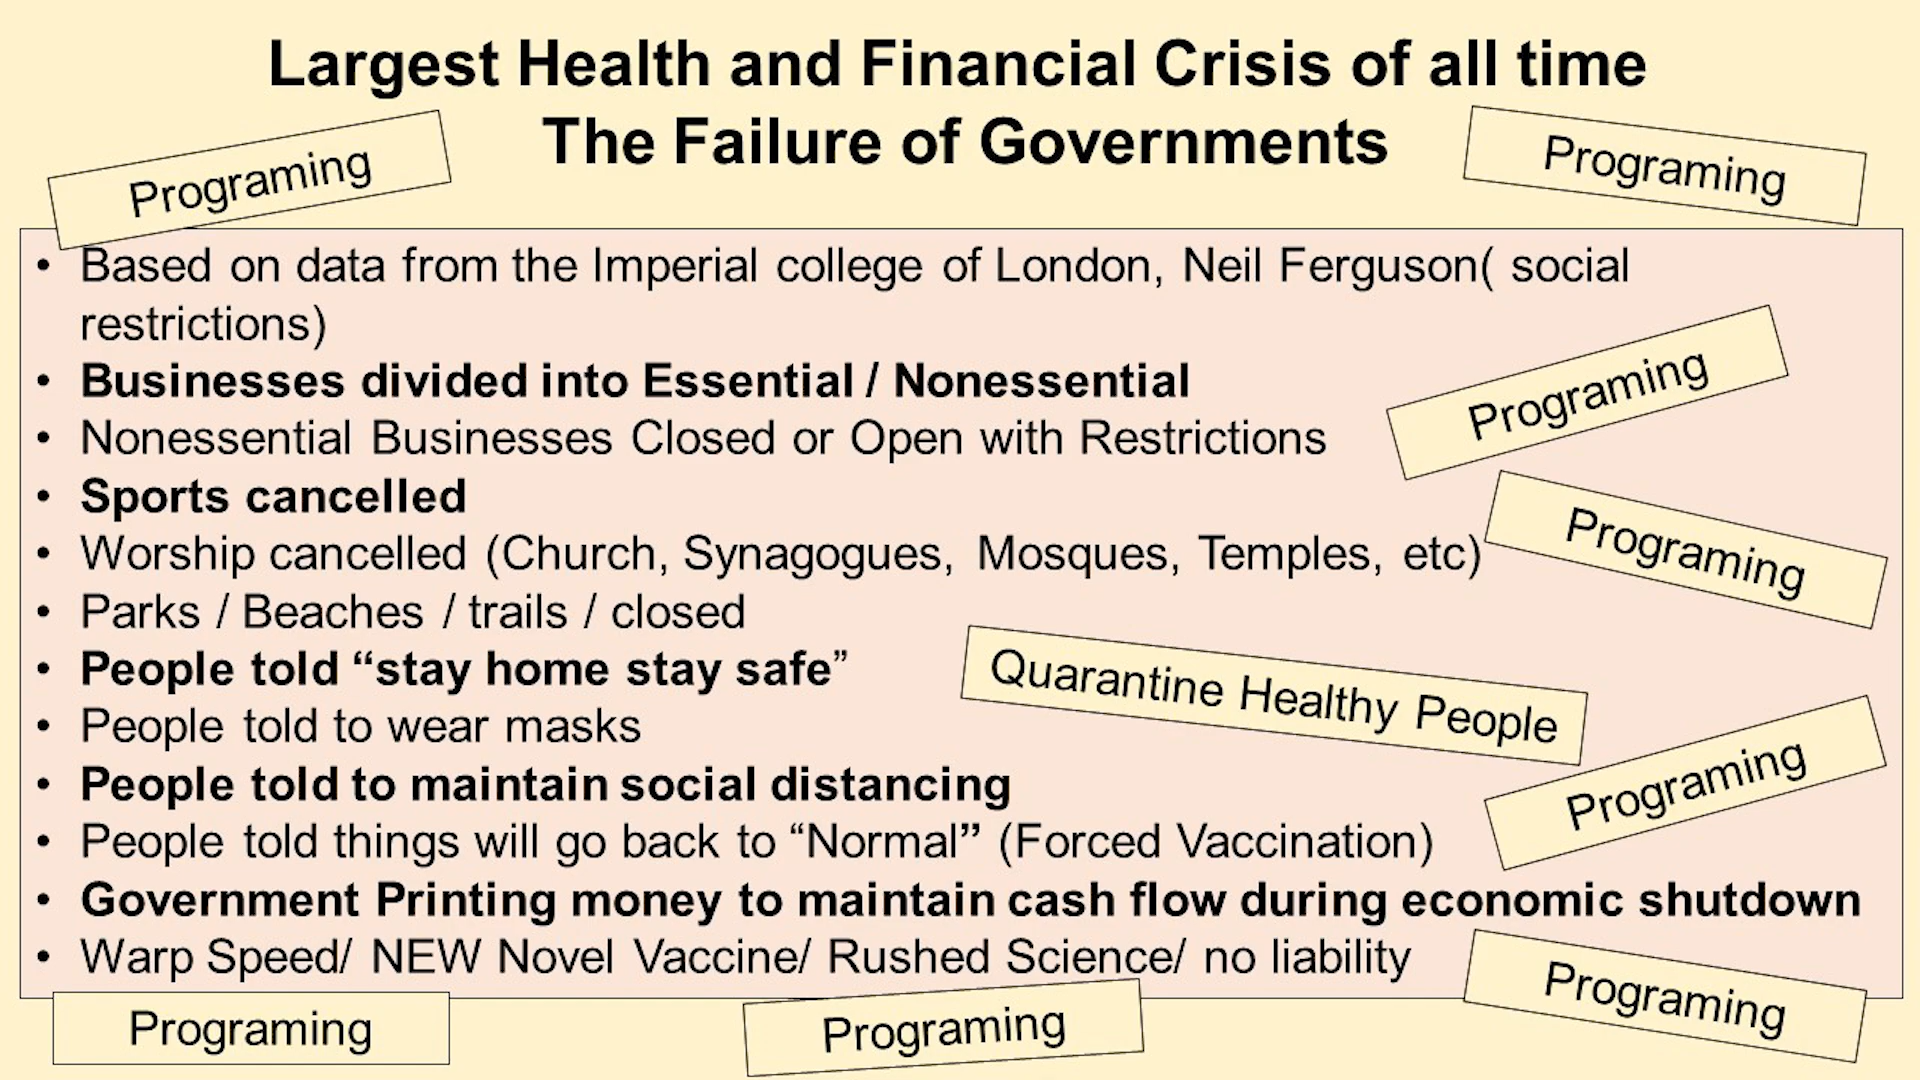 Largest Health and Financial Crisis of all time
The Failure of Governments
Programing
Programing
• Based on data from the Imperial college of London, Neil Ferguson( social
restrictions)
• Businesses divided into Essential / Nonessential
Programing
• Nonessential Businesses Closed or Open with Restrictions
• Sports cancelled
Programing
• Worship cancelled (Church, Synagogues, Mosques, Temples, etc)
• Parks / Beaches / trails / closed
• People told “stay home stay safe”
Quarantine Healthy People
• People told to wear masks
• People told to maintain social distancing
Programing
• People told things will go back to “Normal” (Forced Vaccination)
• Government Printing money to maintain cash flow during economic shutdown
• Warp Speed/ NEW Novel Vaccine/ Rushed Science/ no liability
Programing
Programing
Programing